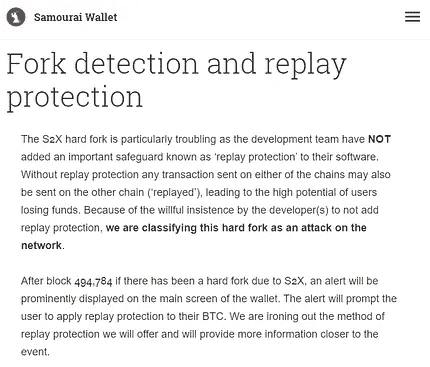 Samourai Wallet
Fork detection and replay
protection
The S2X hard fork is particularly troubling as the development team have NOT
added an important safeguard known as 'replay protection' to their software.
Without replay protection any transaction sent on either of the chains may also
be sent on the other chain ('replayed'), leading to the high potential of users
losing funds. Because of the willful insistence by the developer(s) to not add
replay protection, we are classifying this hard fork as an attack on the
network.
After block 494,784 if there has been a hard fork due to S2X, an alert will be
prominently displayed on the main screen of the wallet. The alert will prompt the
user to apply replay protection to their BTC. We are ironing out the method of
replay protection we will offer and will provide more information closer to the
event.